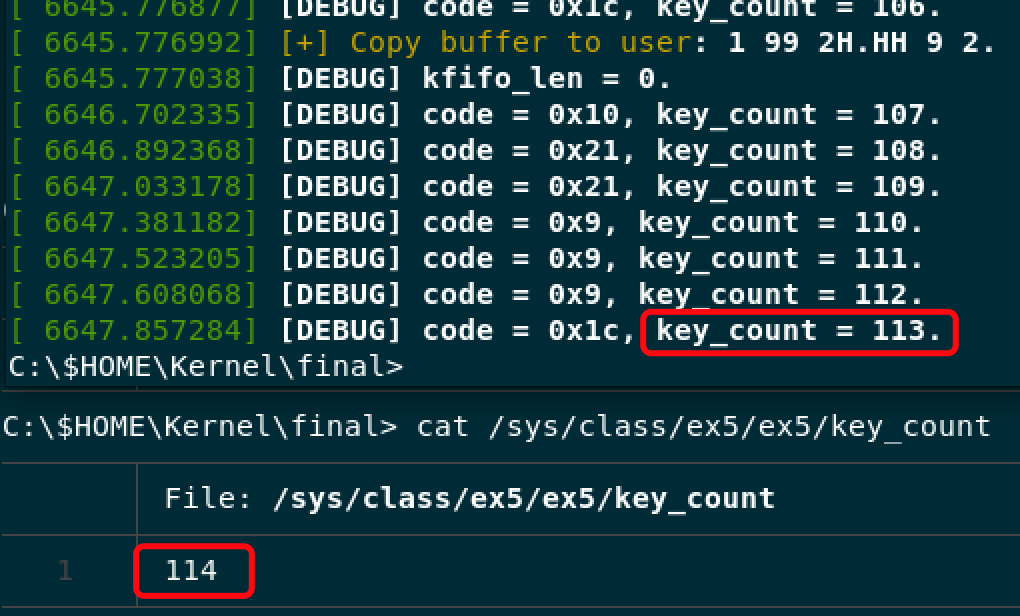 [ 6645.776877] [DEBUG] code = 0x1c, key_count = 106.
[ 6645.776992] [+] Copy buffer to user: 1 99 2H.HH 9 2.
[ 6645.777038] [DEBUG] kfifo_len = 0.
[ 6646.702335] [DEBUG] code = 0x10, key_count = 107.
[ 6646.892368] [DEBUG] code = 0x21, key_count = 108.
[ 6647.033178] [DEBUG] code = 0x21, key_count = 109.
[ 6647.381182] [DEBUG] code = 0x9, key_count = 110.
[ 6647.523205] [DEBUG] code = 0x9, key_count = 111.
[ 6647.608068] [DEBUG] code = 0x9, key_count = 112.
[ 6647.857284] [DEBUG] code = 0x1c, key_count = 113.
C:\$HOME\Kernel\final>
C:\$HOME\Kernel\final> cat /sys/class/ex5/ex5/key_count
File: /sys/class/ex5/ex5/key_count
1 114